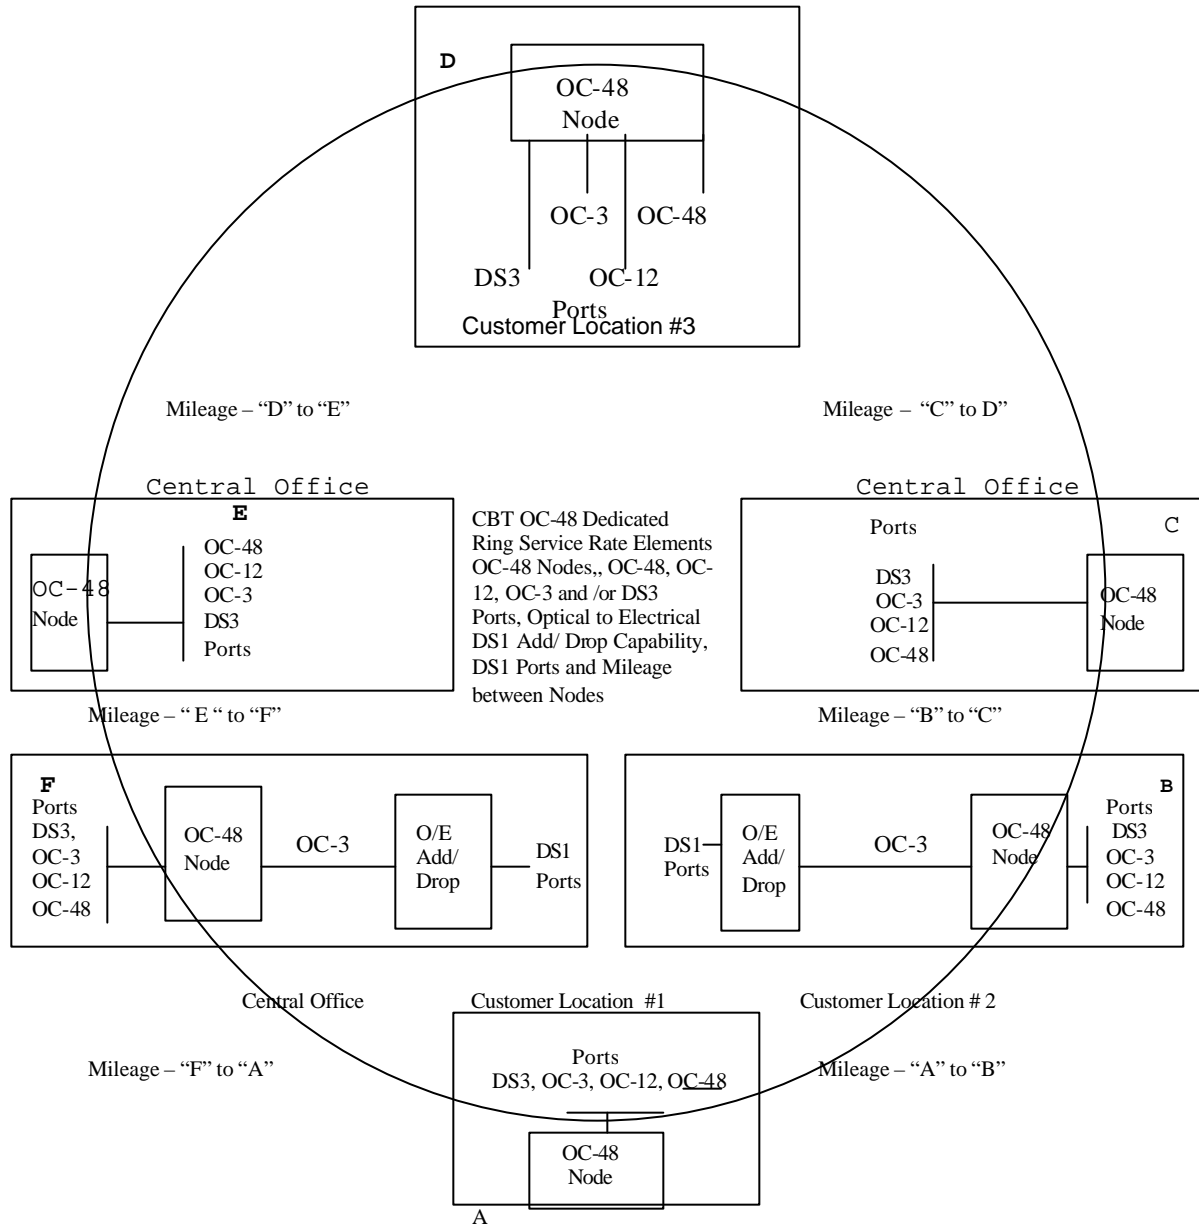 D
OC-48
Node
OC-3
OC-48
DS3
OC-12
Ports
Customer Location #3
Mileage – “D” to “E”
Mileage – “C” to D”
Central Office
E
OC-48
Node
OC-48
OC-12
OC-3
DS3
Ports
CBT OC-48 Dedicated
Ring Service Rate Elements
OC-48 Nodes,, OC-48, OC-
12, OC-3 and /or DS3
Ports, Optical to Electrical
DS1 Add/ Drop Capability,
DS1 Ports and Mileage
between Nodes
Central Office
C
Ports
DS3
OC-3
OC-12
OC-48
OC-48
Node
Mileage – “ E “ to “F”
Mileage – “B” to “C”
F
Ports
DS3,
OC-3
OC-12
OC-48
OC-48
Node
OC-3
O/E
Add/
Drop
DS1
Ports
B
DS1
Ports
O/E
Add/
Drop
OC-3
OC-48
Node
Ports
DS3
OC-3
OC-12
OC-48
Central Office
Customer Location #1
Customer Location # 2
Mileage – “F” to “A”
Mileage – “A” to “B”
Ports
DS3, OC-3, OC-12, OC-48
OC-48
Node
A